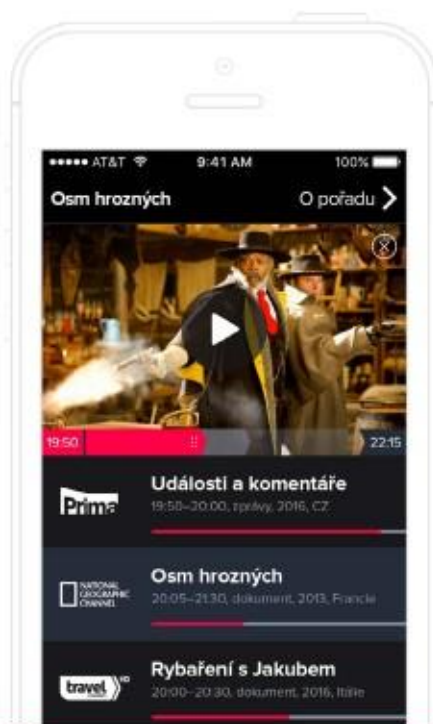 AT&T 9:41 AM 100%
Osm hrozných O pořadu
19:50 22:15
Prima
Události a komentáře
19:50–20:00, zprávy, 2016, CZ
NATIONAL
GEOGRAPHIC
CHANNEL
Osm hrozných
20:05–21:30, dokument, 2013, Francie
travel HD
Rybaření s Jakubem
20:00–20:30, dokument, 2016, Itálie